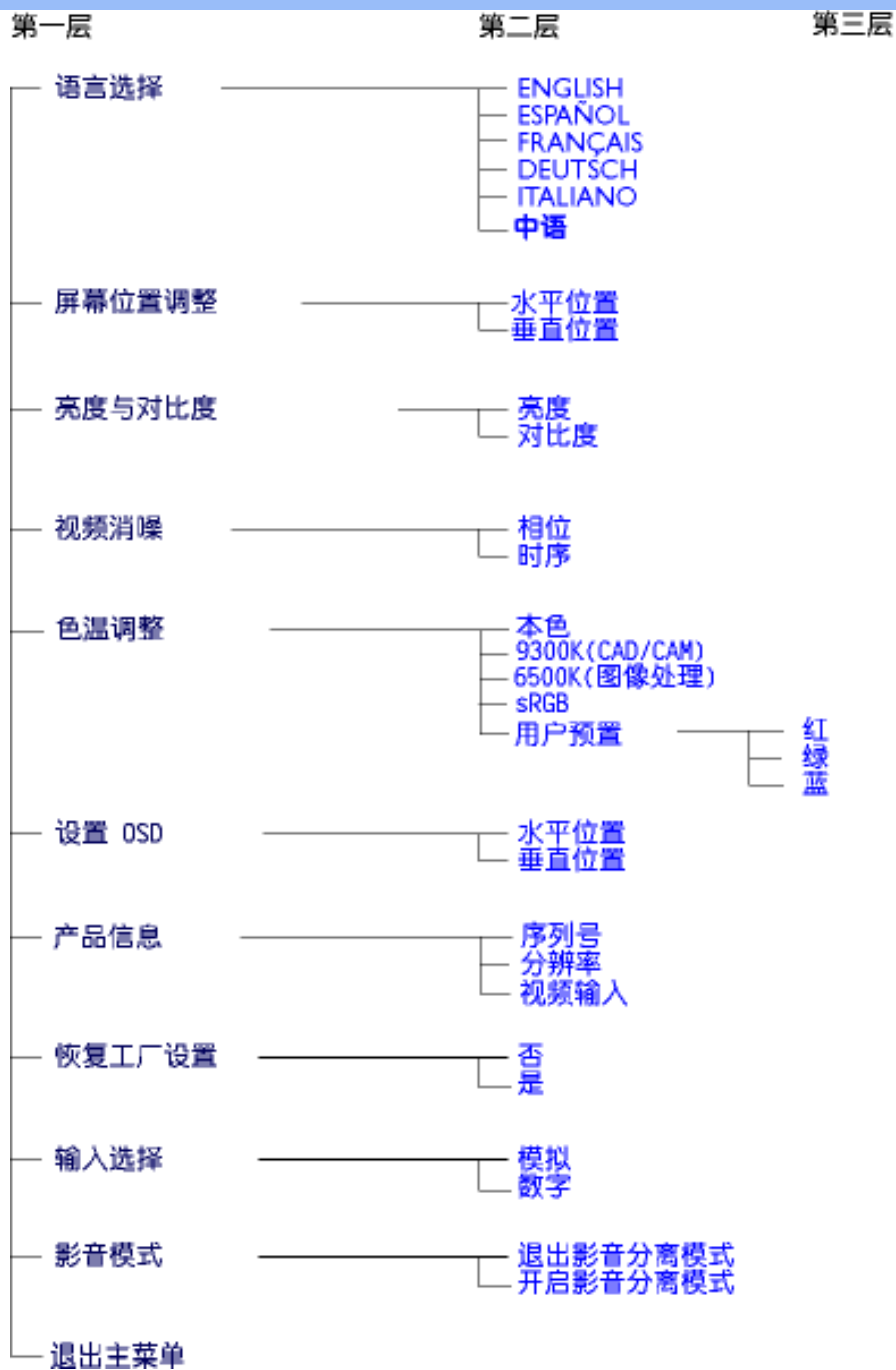 第一层 第二层 第三层
语言选择 ENGLISH
ESPAÑOL
FRANÇAIS
DEUTSCH
ITALIANO
中语
屏幕位置调整 水平位置
垂直位置
亮度与对比度 亮度
对比度
视频消噪 相位
时序
色温调整 本色
9300K(CAD/CAM)
6500K(图像处理)
sRGB
用户预置 红
绿
蓝
设置 OSD 水平位置
垂直位置
产品信息 序列号
分辨率
视频输入
恢复工厂设置 否
是
输入选择 模拟
数字
影音模式 退出影音分离模式
开启影音分离模式
退出主菜单